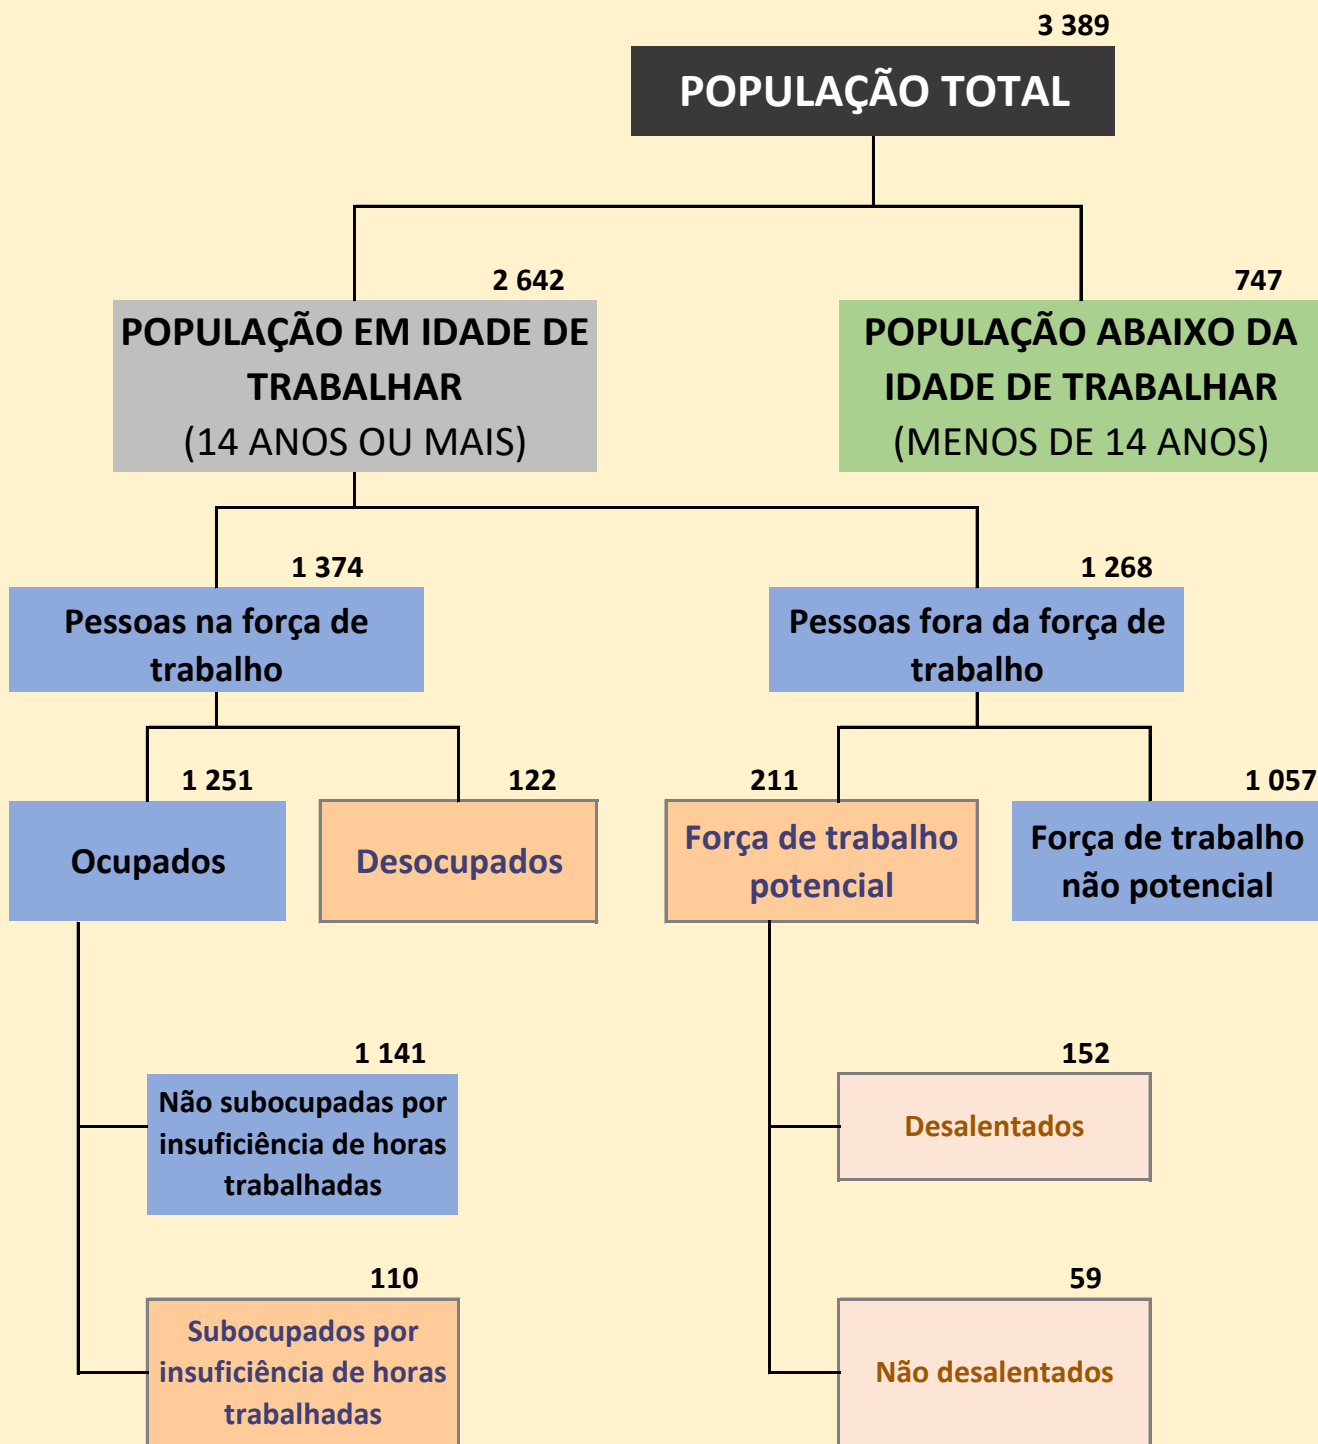 3 389
POPULAÇÃO TOTAL
2 642
POPULAÇÃO EM IDADE DE
TRABALHAR
(14 ANOS OU MAIS)
747
POPULAÇÃO ABAIXO DA
IDADE DE TRABALHAR
(MENOS DE 14 ANOS)
1 374
Pessoas na força de
trabalho
1 268
Pessoas fora da força de
trabalho
1 251
Ocupados
122
Desocupados
211
Força de trabalho
potencial
1 057
Força de trabalho
não potencial
1 141
Não subocupadas por
insuficiência de horas
trabalhadas
152
Desalentados
110
Subocupados por
insuficiência de horas
trabalhadas
59
Não desalentados